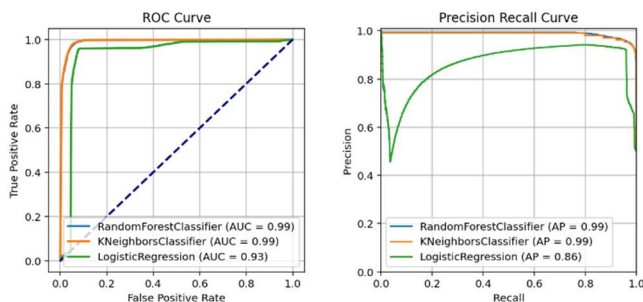 ROC Curve
1.0
0.8
0.6
0.4
0.2
0.0
True Positive Rate
0.0 0.2 0.4 0.6 0.8 1.0
False Positive Rate
RandomForestClassifier (AUC = 0.99)
KNeighborsClassifier (AUC = 0.99)
LogisticRegression (AUC = 0.93)
Precision Recall Curve
1.0
0.8
0.6
0.4
0.2
0.0
Precision
0.0 0.2 0.4 0.6 0.8 1.0
Recall
RandomForestClassifier (AP = 0.99)
KNeighborsClassifier (AP = 0.99)
LogisticRegression (AP = 0.86)